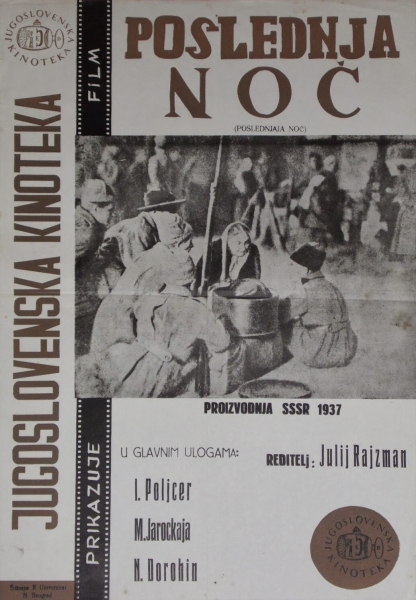 JUGOSLOVENSKA
KINOTEKA
JUGOSLOVENSKA KINOTEKA
PRIKAZUJE
FILM
POSLEDNJA
NOČ
(POSLEDNJAJA NOČ)
PROIZVODNJA SSSR 1937
U GLAVNIM ULOGAMA:
I. Poljcer
M. Jarockaja
N. Dorohin
REDITELJ: Julij Rajzman
JUGOSLOVENSKA
KINOTEKA